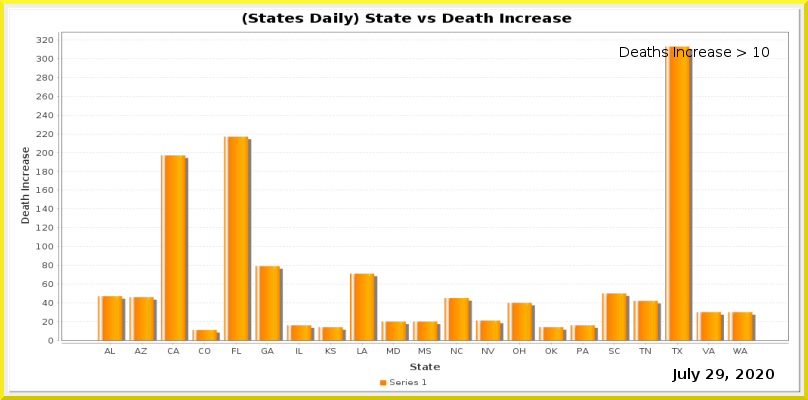 (States Daily) State vs Death Increase
Deaths Increase > 10
Death Increase
320
300
280
260
240
220
200
180
160
140
120
100
80
60
40
20
0
AL AZ CA CO FL GA IL KS LA MD MS NC NV OH OK PA SC TN TX VA WA
State
July 29, 2020
Series 1